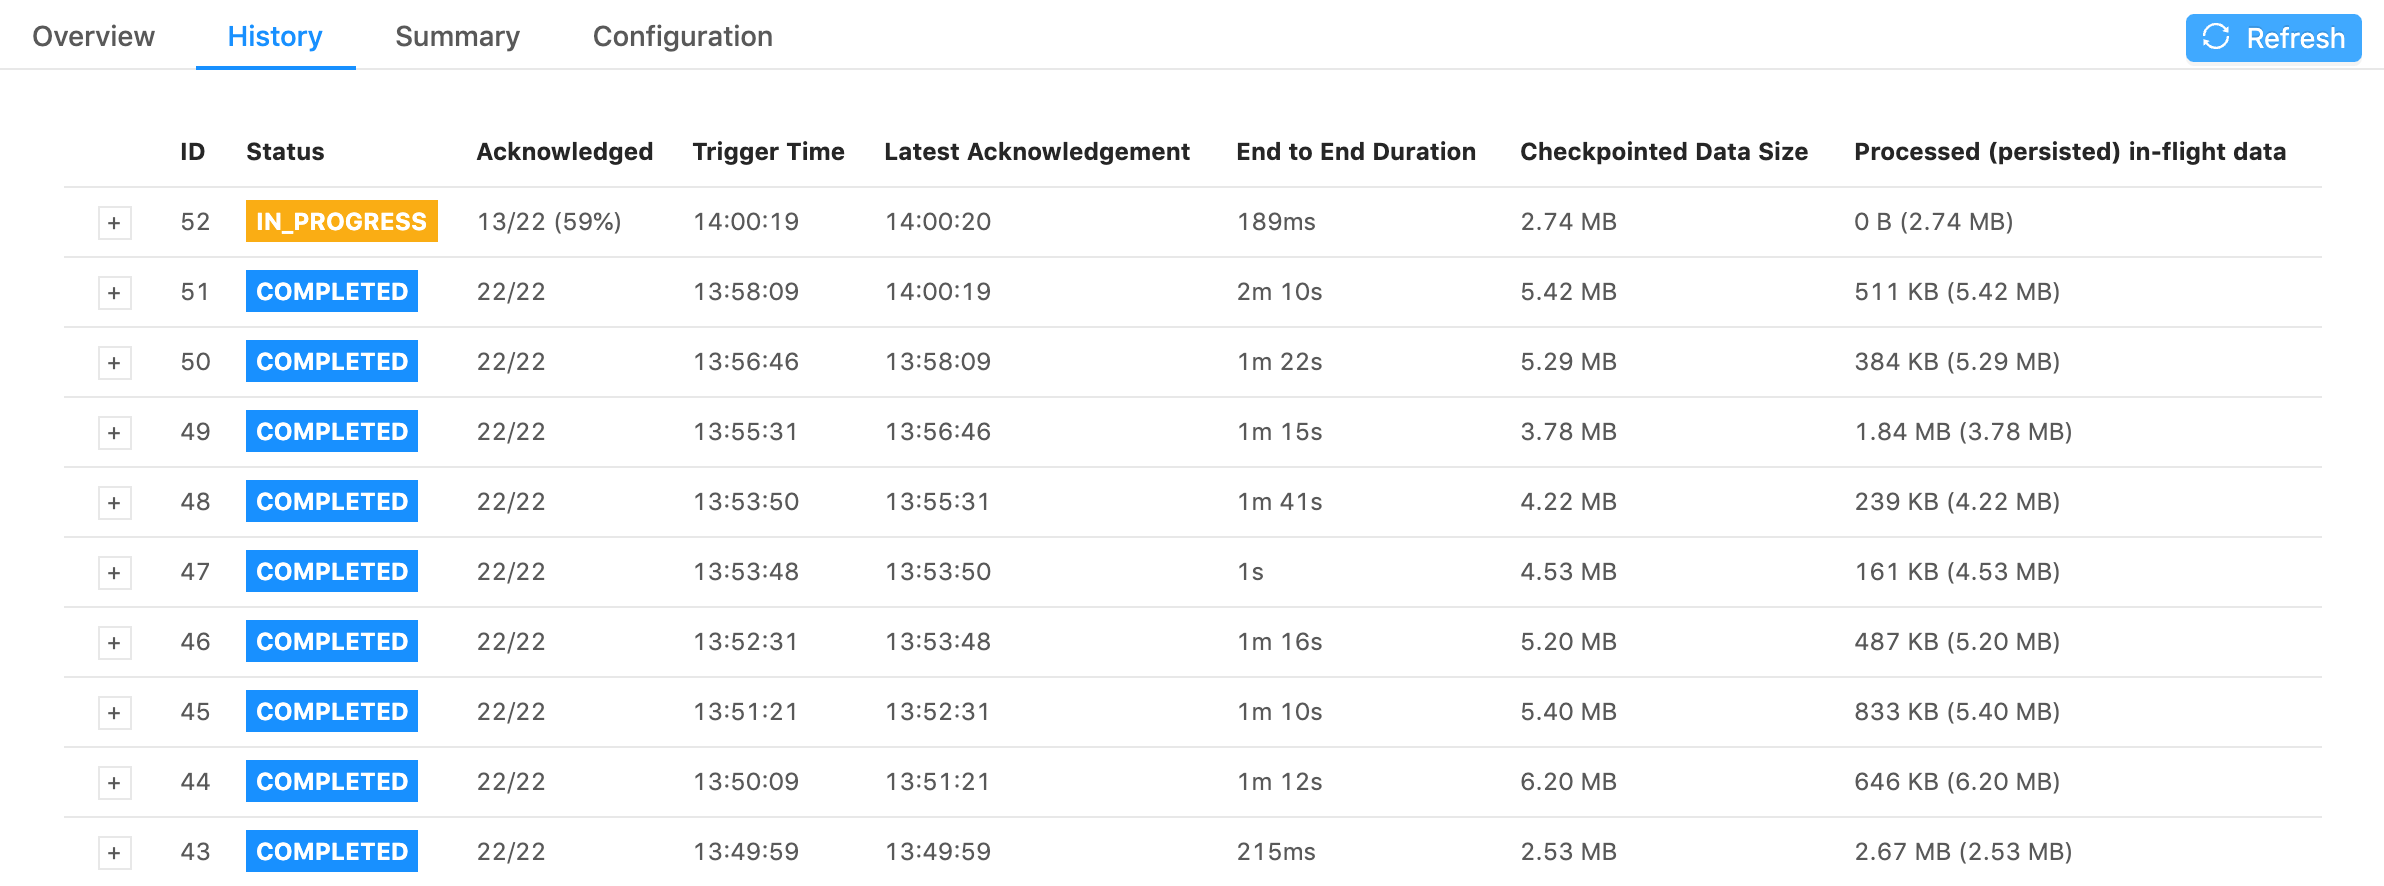 Overview History Summary Configuration Refresh
ID Status Acknowledged Trigger Time Latest Acknowledgement End to End Duration Checkpointed Data Size Processed (persisted) in-flight data
+ 52 IN_PROGRESS 13/22 (59%) 14:00:19 14:00:20 189ms 2.74 MB 0 B (2.74 MB)
+ 51 COMPLETED 22/22 13:58:09 14:00:19 2m 10s 5.42 MB 511 KB (5.42 MB)
+ 50 COMPLETED 22/22 13:56:46 13:58:09 1m 22s 5.29 MB 384 KB (5.29 MB)
+ 49 COMPLETED 22/22 13:55:31 13:56:46 1m 15s 3.78 MB 1.84 MB (3.78 MB)
+ 48 COMPLETED 22/22 13:53:50 13:55:31 1m 41s 4.22 MB 239 KB (4.22 MB)
+ 47 COMPLETED 22/22 13:53:48 13:53:50 1s 4.53 MB 161 KB (4.53 MB)
+ 46 COMPLETED 22/22 13:52:31 13:53:48 1m 16s 5.20 MB 487 KB (5.20 MB)
+ 45 COMPLETED 22/22 13:51:21 13:52:31 1m 10s 5.40 MB 833 KB (5.40 MB)
+ 44 COMPLETED 22/22 13:50:09 13:51:21 1m 12s 6.20 MB 646 KB (6.20 MB)
+ 43 COMPLETED 22/22 13:49:59 13:49:59 215ms 2.53 MB 2.67 MB (2.53 MB)